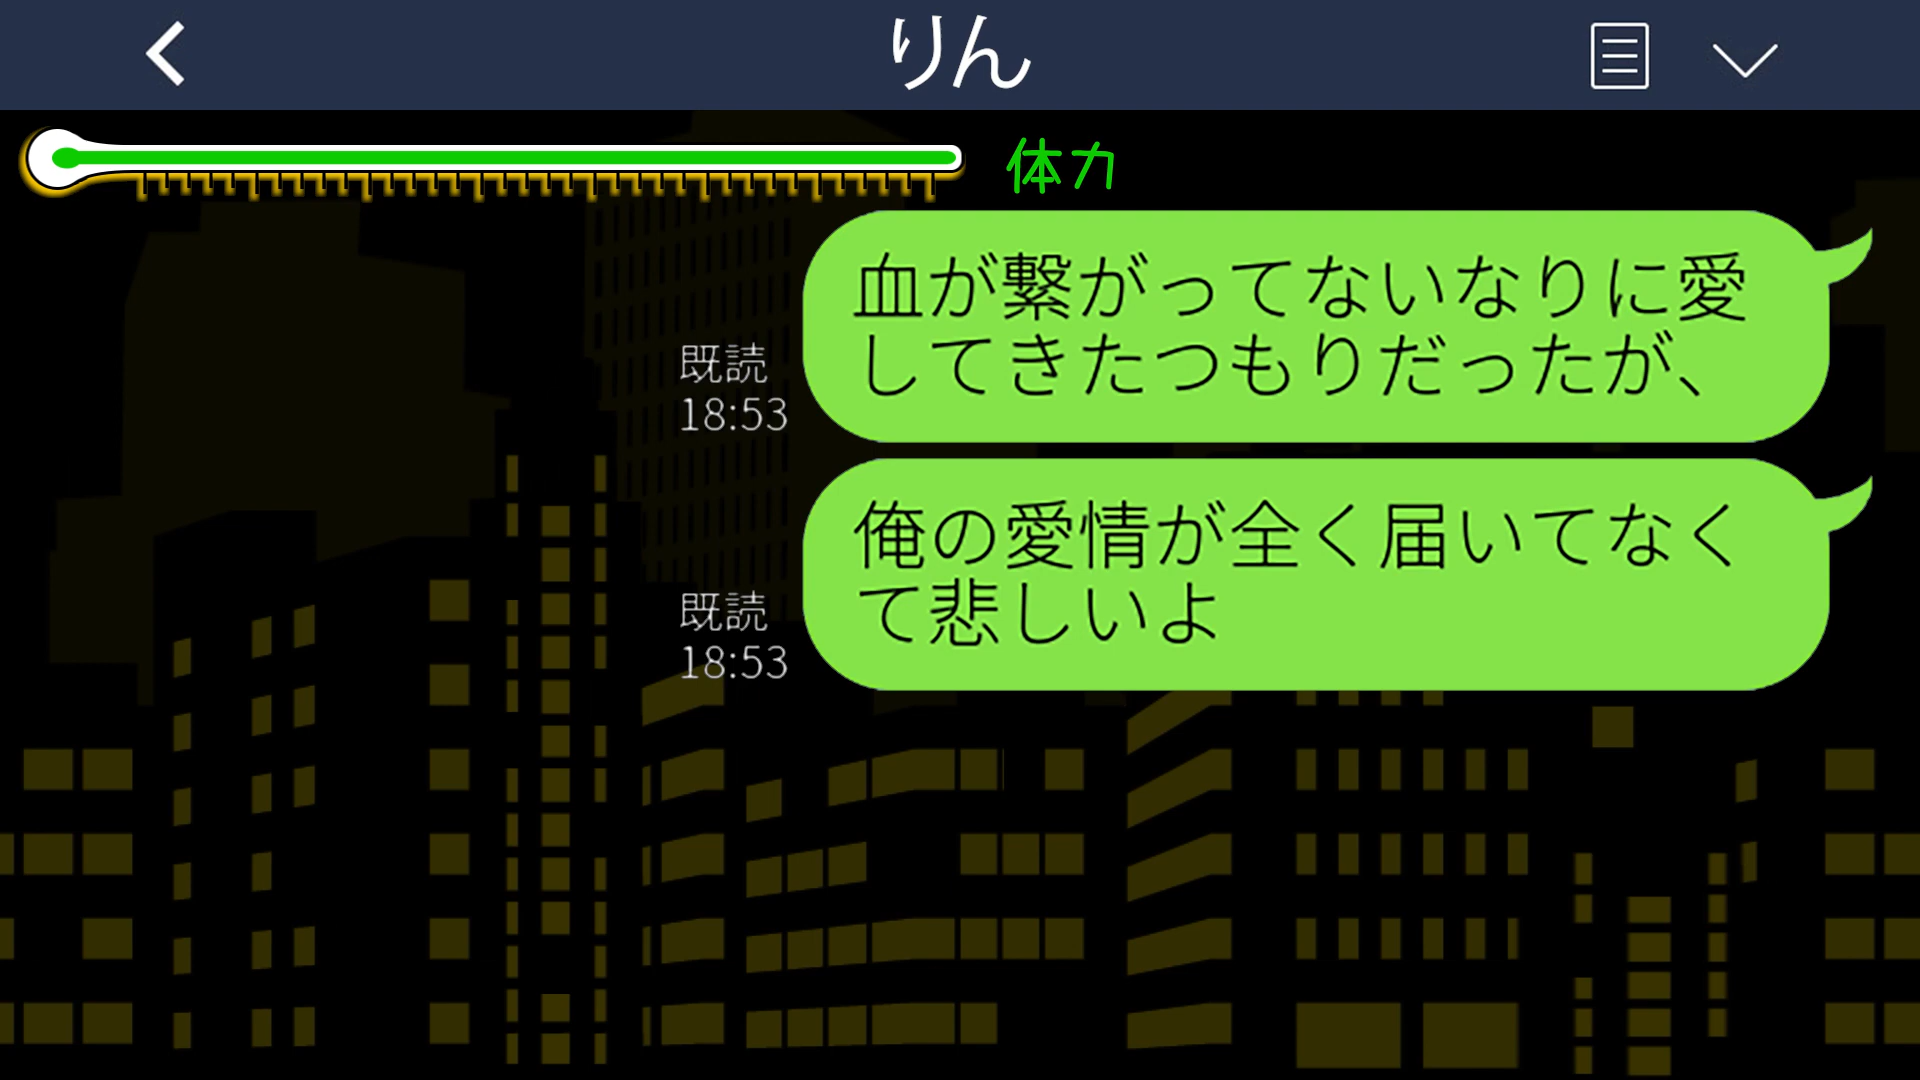 りん
体力
血が繋がってないなりに愛
してきたつもりだったが、
既読
18:53
俺の愛情が全く届いてなく
て悲しいよ
既読
18:53